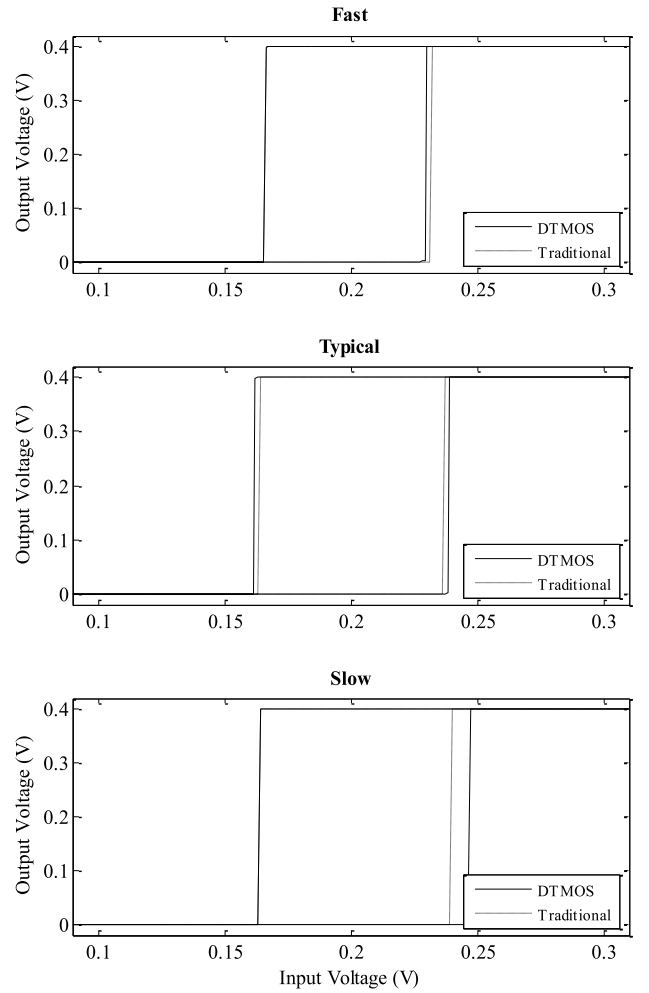 Fast
Output Voltage (V)
0.4
0.3
0.2
0.1
0
0.1
0.15
0.2
0.25
0.3
DTMOS
Traditional
Typical
Output Voltage (V)
0.4
0.3
0.2
0.1
0
0.1
0.15
0.2
0.25
0.3
DTMOS
Traditional
Slow
Output Voltage (V)
0.4
0.3
0.2
0.1
0
0.1
0.15
0.2
0.25
0.3
DTMOS
Traditional
Input Voltage (V)